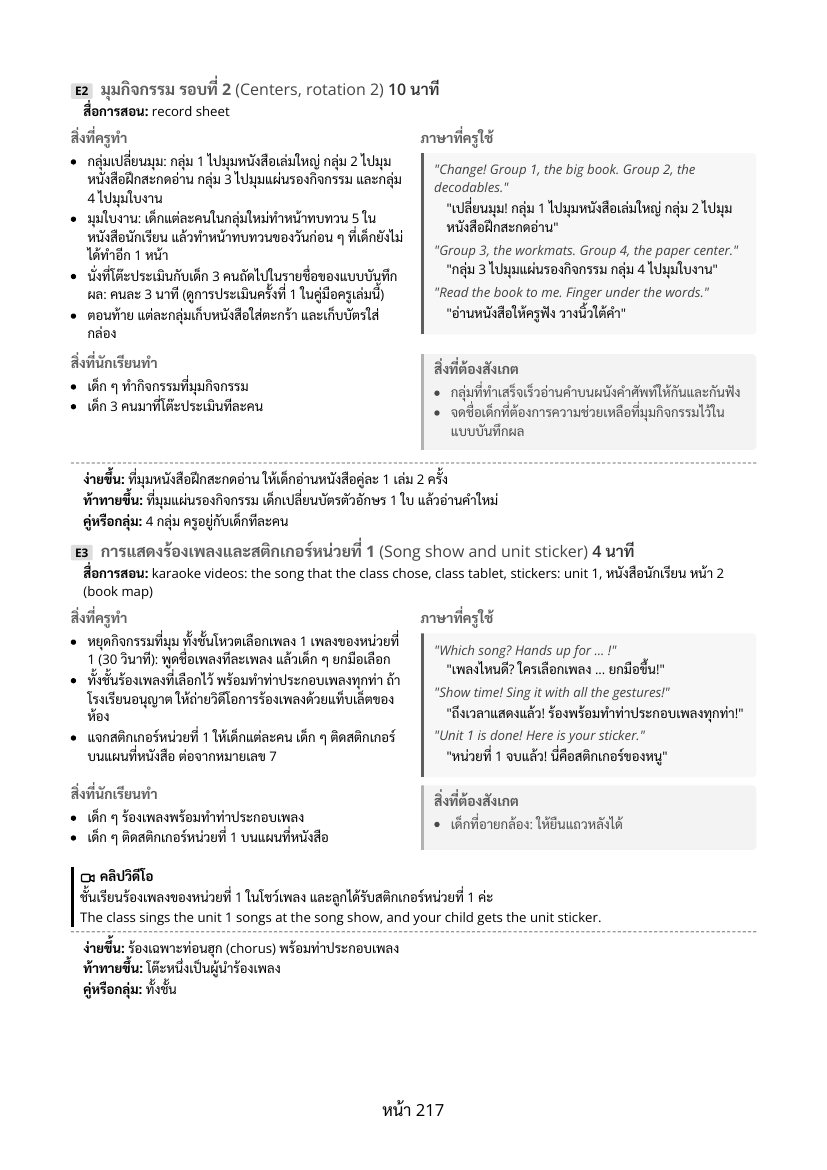 E2 มุมกิจกรรม รอบที่ 2 (Centers, rotation 2) 10 นาที
สื่อการสอน: record sheet
สิ่งที่ครูทำ
กลุ่มเปลี่ยนมุม: กลุ่ม 1 ไปมุมหนังสือเล่มใหญ่ กลุ่ม 2 ไปมุม
หนังสือฝึกสะกดอ่าน กลุ่ม 3 ไปมุมแผ่นรองกิจกรรม และกลุ่ม
4 ไปมุมใบงาน
มุมใบงาน: เด็กแต่ละคนในกลุ่มใหม่ทำหน้าทบทวน 5 ใน
หนังสือนักเรียน แล้วทำหน้าทบทวนของวันก่อน ๆ ที่เด็กยังไม่
ได้ทำอีก 1 หน้า
นั่งที่โต๊ะประเมินกับเด็ก 3 คนถัดไปในรายชื่อของแบบบันทึก
ผล: คนละ 3 นาที (ดูการประเมินครั้งที่ 1 ในคู่มือครูเล่มนี้)
ตอนท้าย แต่ละกลุ่มเก็บหนังสือใส่ตะกร้า และเก็บบัตรใส่
กล่อง
ภาษาที่ครูใช้
"Change! Group 1, the big book. Group 2, the
decodables."
"เปลี่ยนมุม! กลุ่ม 1 ไปมุมหนังสือเล่มใหญ่ กลุ่ม 2 ไปมุม
หนังสือฝึกสะกดอ่าน"
"Group 3, the workmats. Group 4, the paper center."
"กลุ่ม 3 ไปมุมแผ่นรองกิจกรรม กลุ่ม 4 ไปมุมใบงาน"
"Read the book to me. Finger under the words."
"อ่านหนังสือให้ครูฟัง วางนิ้วใต้คำ"
สิ่งที่นักเรียนทำ
เด็ก ๆ ทำกิจกรรมที่มุมกิจกรรม
เด็ก 3 คนมาที่โต๊ะประเมินทีละคน
สิ่งที่ต้องสังเกต
กลุ่มที่ทำเสร็จเร็วอ่านคำบนผนังคำศัพท์ให้กันและกันฟัง
จดชื่อเด็กที่ต้องการความช่วยเหลือที่มุมกิจกรรมไว้ใน
แบบบันทึกผล
ง่ายขึ้น: ที่มุมหนังสือฝึกสะกดอ่าน ให้เด็กอ่านหนังสือคู่ละ 1 เล่ม 2 ครั้ง
ท้าทายขึ้น: ที่มุมแผ่นรองกิจกรรม เด็กเปลี่ยนบัตรตัวอักษร 1 ใบ แล้วอ่านคำใหม่
คู่หรือกลุ่ม: 4 กลุ่ม ครูอยู่กับเด็กทีละคน
E3 การแสดงร้องเพลงและสติกเกอร์หน่วยที่ 1 (Song show and unit sticker) 4 นาที
สื่อการสอน: karaoke videos: the song that the class chose, class tablet, stickers: unit 1, หนังสือนักเรียน หน้า 2
(book map)
สิ่งที่ครูทำ
หยุดกิจกรรมที่มุม ทั้งชั้นโหวตเลือกเพลง 1 เพลงของหน่วยที่
1 (30 วินาที): พูดชื่อเพลงทีละเพลง แล้วเด็ก ๆ ยกมือเลือก
ทั้งชั้นร้องเพลงที่เลือกไว้ พร้อมทำท่าประกอบเพลงทุกท่า ถ้า
โรงเรียนอนุญาต ให้ถ่ายวิดีโอการร้องเพลงด้วยแท็บเล็ตของ
ห้อง
แจกสติกเกอร์หน่วยที่ 1 ให้เด็กแต่ละคน เด็ก ๆ ติดสติกเกอร์
บนแผนที่หนังสือ ต่อจากหมายเลข 7
ภาษาที่ครูใช้
"Which song? Hands up for ... !"
"เพลงไหนดี? ใครเลือกเพลง ... ยกมือขึ้น!"
"Show time! Sing it with all the gestures!"
"ถึงเวลาแสดงแล้ว! ร้องพร้อมทำท่าประกอบเพลงทุกท่า!"
"Unit 1 is done! Here is your sticker."
"หน่วยที่ 1 จบแล้ว! นี่คือสติกเกอร์ของหนู"
สิ่งที่นักเรียนทำ
เด็ก ๆ ร้องเพลงพร้อมทำท่าประกอบเพลง
เด็ก ๆ ติดสติกเกอร์หน่วยที่ 1 บนแผนที่หนังสือ
สิ่งที่ต้องสังเกต
เด็กที่อายกล้อง: ให้ยืนแถวหลังได้
คลิปวิดีโอ
ชั้นเรียนร้องเพลงของหน่วยที่ 1 ในโชว์เพลง และลูกได้รับสติกเกอร์หน่วยที่ 1 ค่ะ
The class sings the unit 1 songs at the song show, and your child gets the unit sticker.
ง่ายขึ้น: ร้องเฉพาะท่อนฮุก (chorus) พร้อมท่าประกอบเพลง
ท้าทายขึ้น: โต๊ะหนึ่งเป็นผู้นำร้องเพลง
คู่หรือกลุ่ม: ทั้งชั้น
หน้า 217